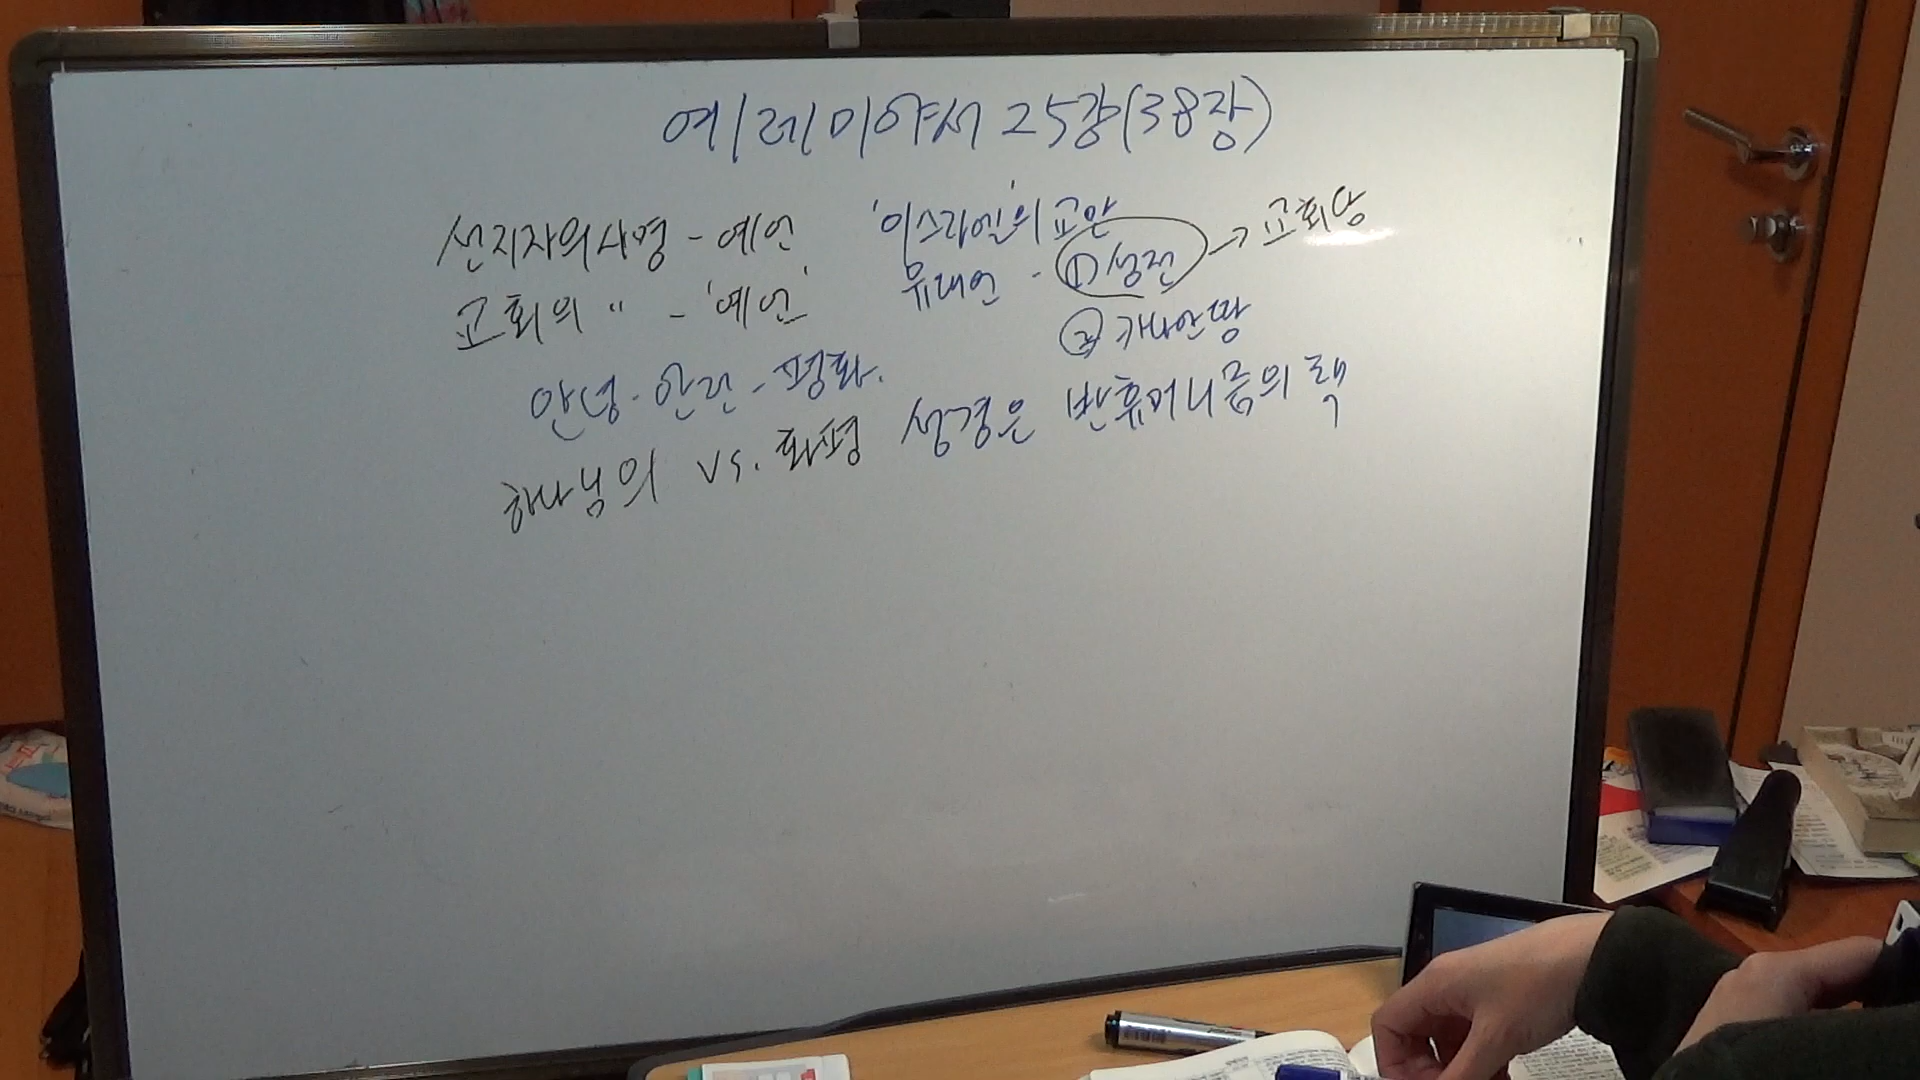 예레미야서 25강(38장)
선지자의 사명 - 예언
교회의 〃 - '예언'
안녕 - 안전 - 평화.
하나님의 vs. 화평
'이스라엘'의 교만
유대인 - ① 성전 → 교회당
② 가나안 땅
성경은 반휴머니즘의 책